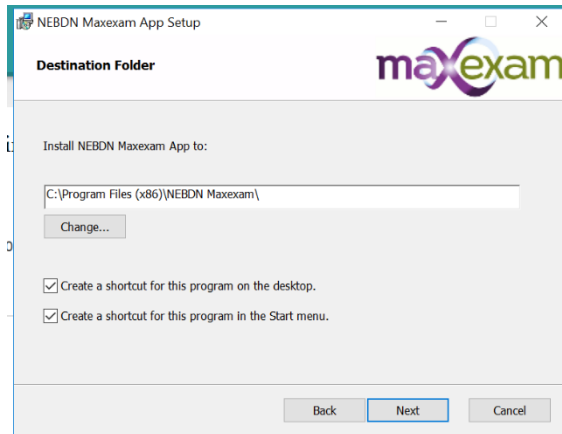 NEBDN Maxexam App Setup
Destination Folder
maxexam
Install NEBDN Maxexam App to:
C:\Program Files (x86)\NEBDN Maxexam\
Change...
Create a shortcut for this program on the desktop.
Create a shortcut for this program in the Start menu.
Back
Next
Cancel